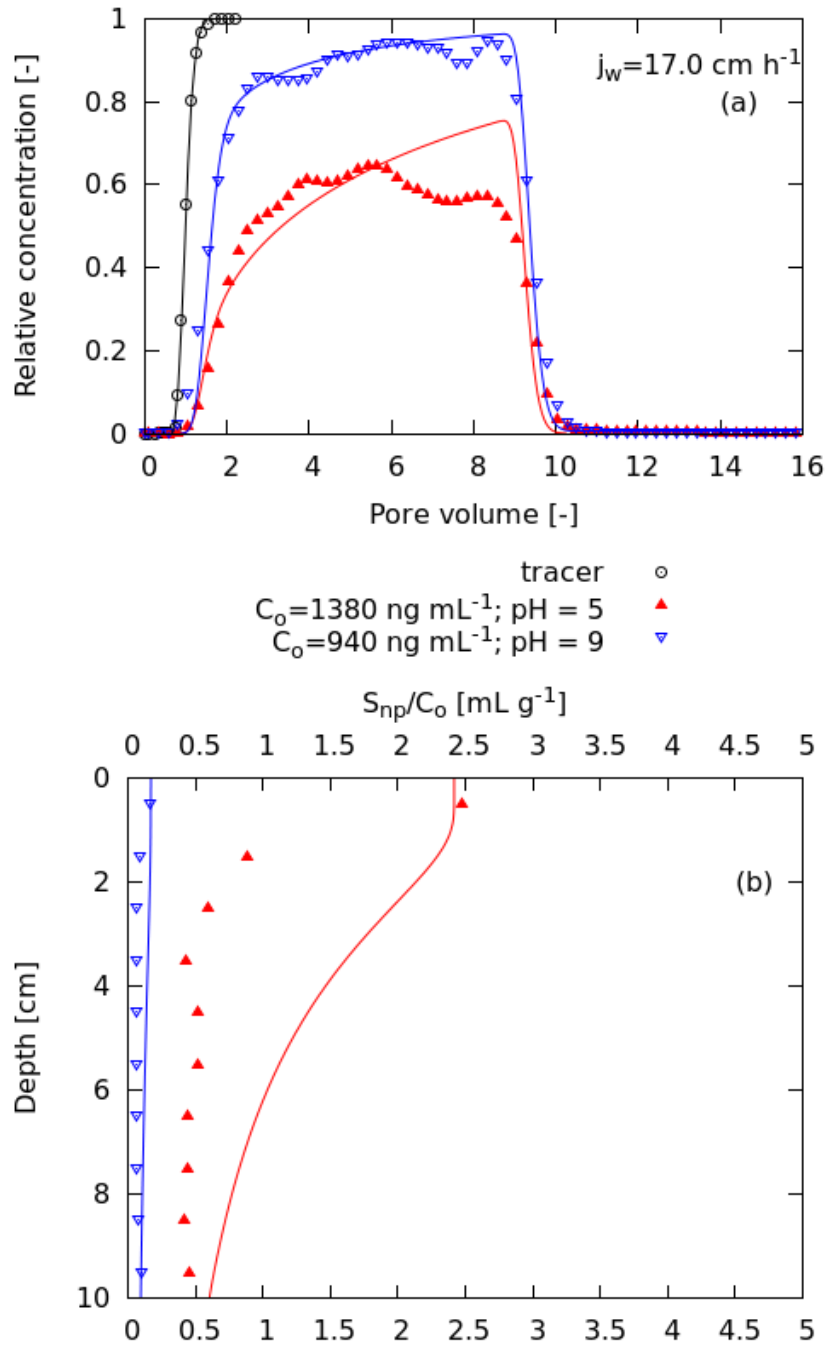 1
0.8
0.6
0.4
0.2
0
Relative concentration [-]
j_w=17.0 cm h⁻¹
(a)
0 2 4 6 8 10 12 14 16
Pore volume [-]
tracer
C_o=1380 ng mL⁻¹; pH = 5
C_o=940 ng mL⁻¹; pH = 9
S_np/C_o [mL g⁻¹]
0 0.5 1 1.5 2 2.5 3 3.5 4 4.5 5
0
2
4
6
8
10
Depth [cm]
(b)
0 0.5 1 1.5 2 2.5 3 3.5 4 4.5 5